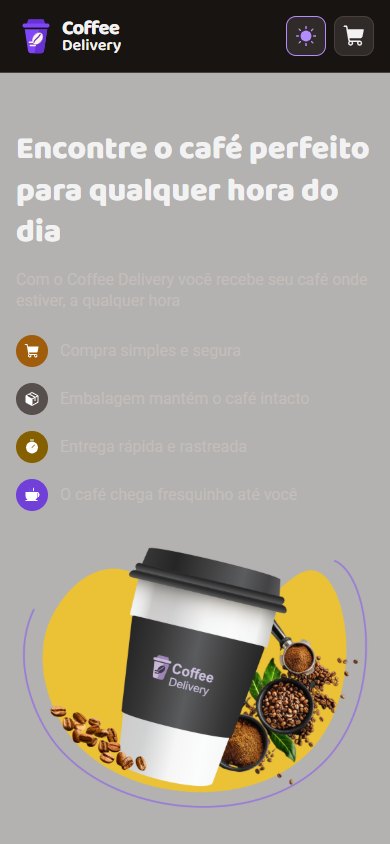 Coffee
Delivery
Encontre o café perfeito
para qualquer hora do
dia
Com o Coffee Delivery você recebe seu café onde
estiver, a qualquer hora
Compra simples e segura
Embalagem mantém o café intacto
Entrega rápida e rastreada
O café chega fresquinho até você
Coffee
Delivery